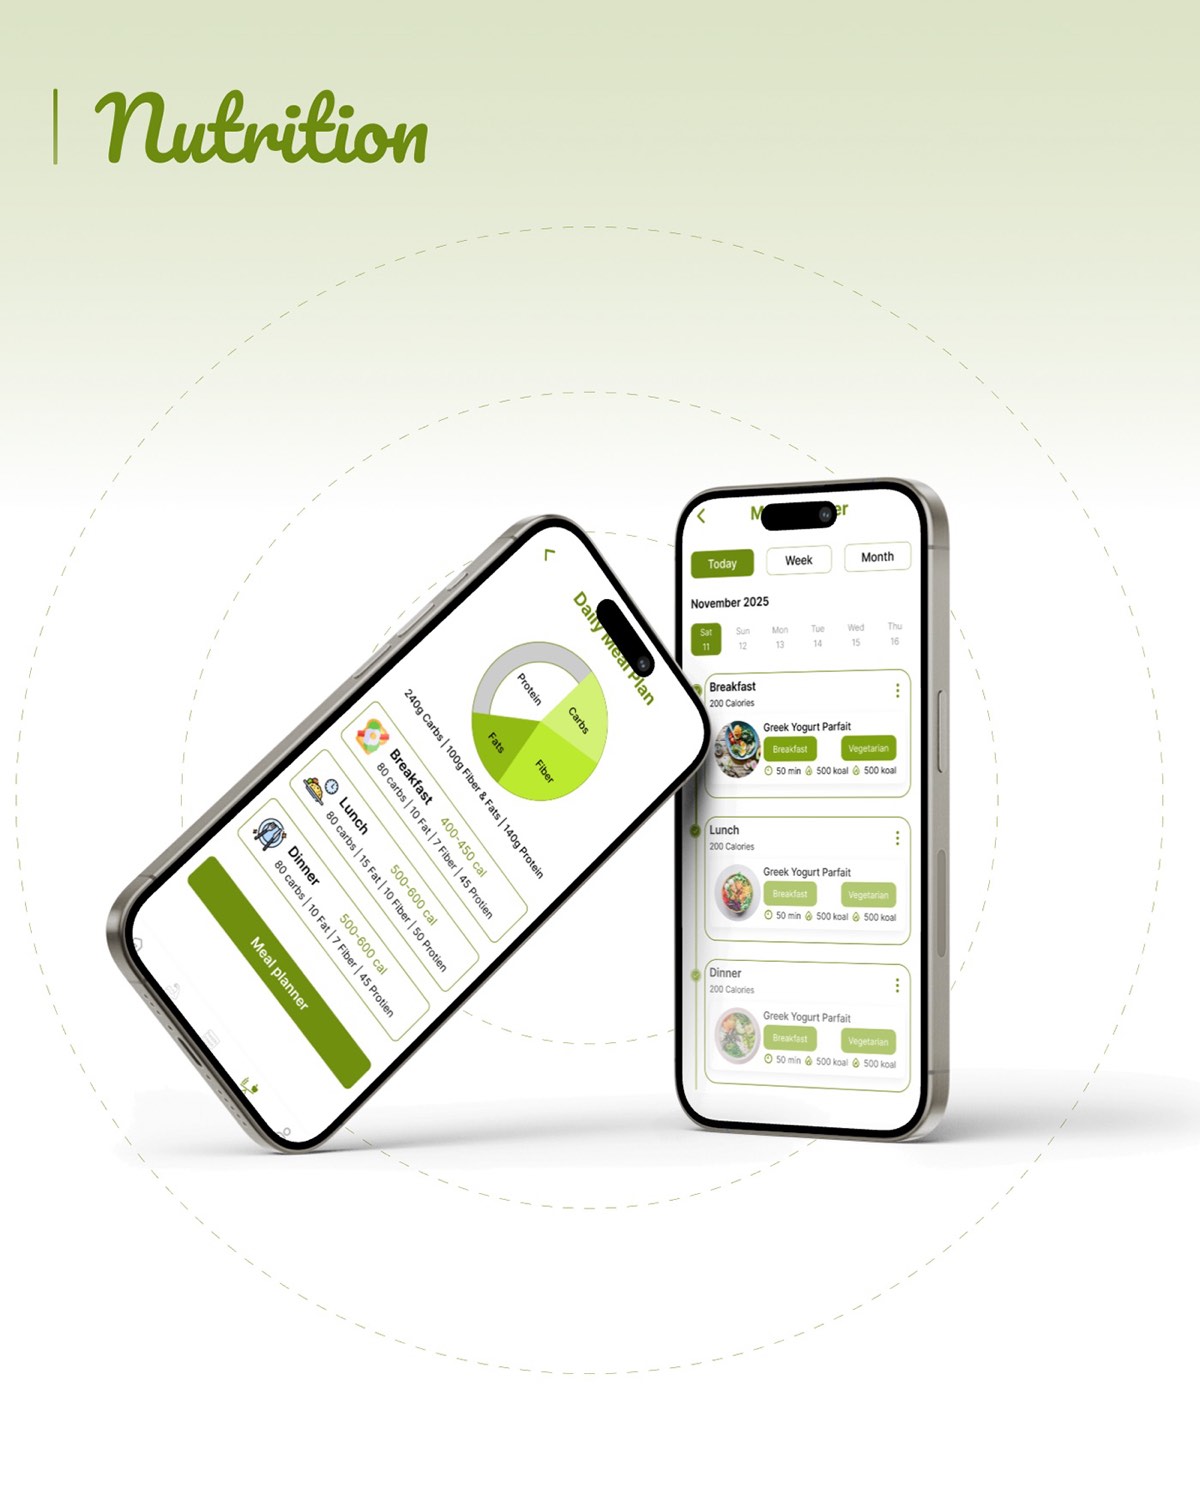 Nutrition
Daily Meal Plan
Protein
Carbs
Fats
Fiber
240g Carbs | 100g Fiber & Fats | 140g Protein
Breakfast
400-450 cal
80 carbs | 10 Fat | 7 Fiber | 45 Protien
Lunch
500-600 cal
80 carbs | 15 Fat | 10 Fiber | 50 Protien
Dinner
500-600 cal
80 carbs | 10 Fat | 7 Fiber | 45 Protien
Meal planner
Today Week Month
November 2025
Sat Sun Mon Tue Wed Thu
11 12 13 14 15 16
Breakfast
200 Calories
Greek Yogurt Parfait
Breakfast Vegetarian
50 min 500 koal 500 koal
Lunch
200 Calories
Greek Yogurt Parfait
Breakfast Vegetarian
50 min 500 koal 500 koal
Dinner
200 Calories
Greek Yogurt Parfait
Breakfast Vegetarian
50 min 500 koal 500 koal